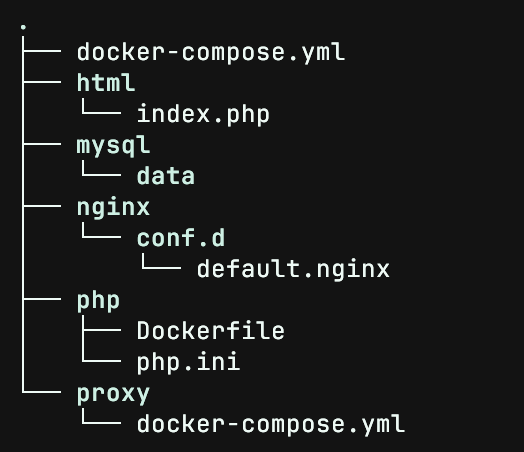 .
├── docker-compose.yml
├── html
│   └── index.php
├── mysql
│   └── data
├── nginx
│   └── conf.d
│       └── default.nginx
├── php
│   ├── Dockerfile
│   └── php.ini
└── proxy
    └── docker-compose.yml